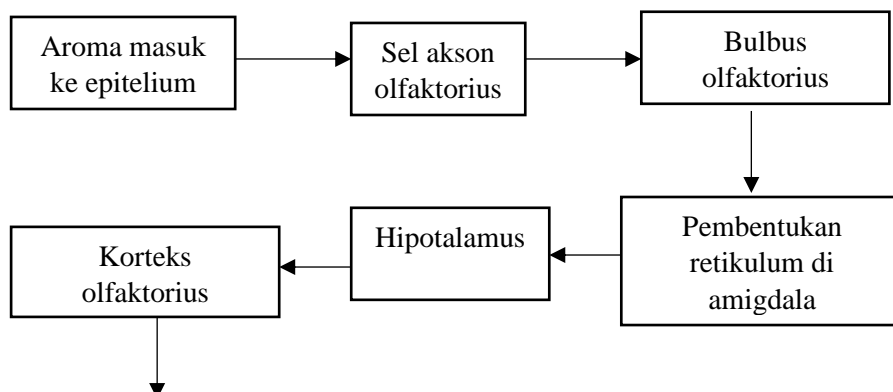 Aroma masuk
ke epitelium
Sel akson
olfaktorius
Bulbus
olfaktorius
Pembentukan
retikulum di
amigdala
Hipotalamus
Korteks
olfaktorius